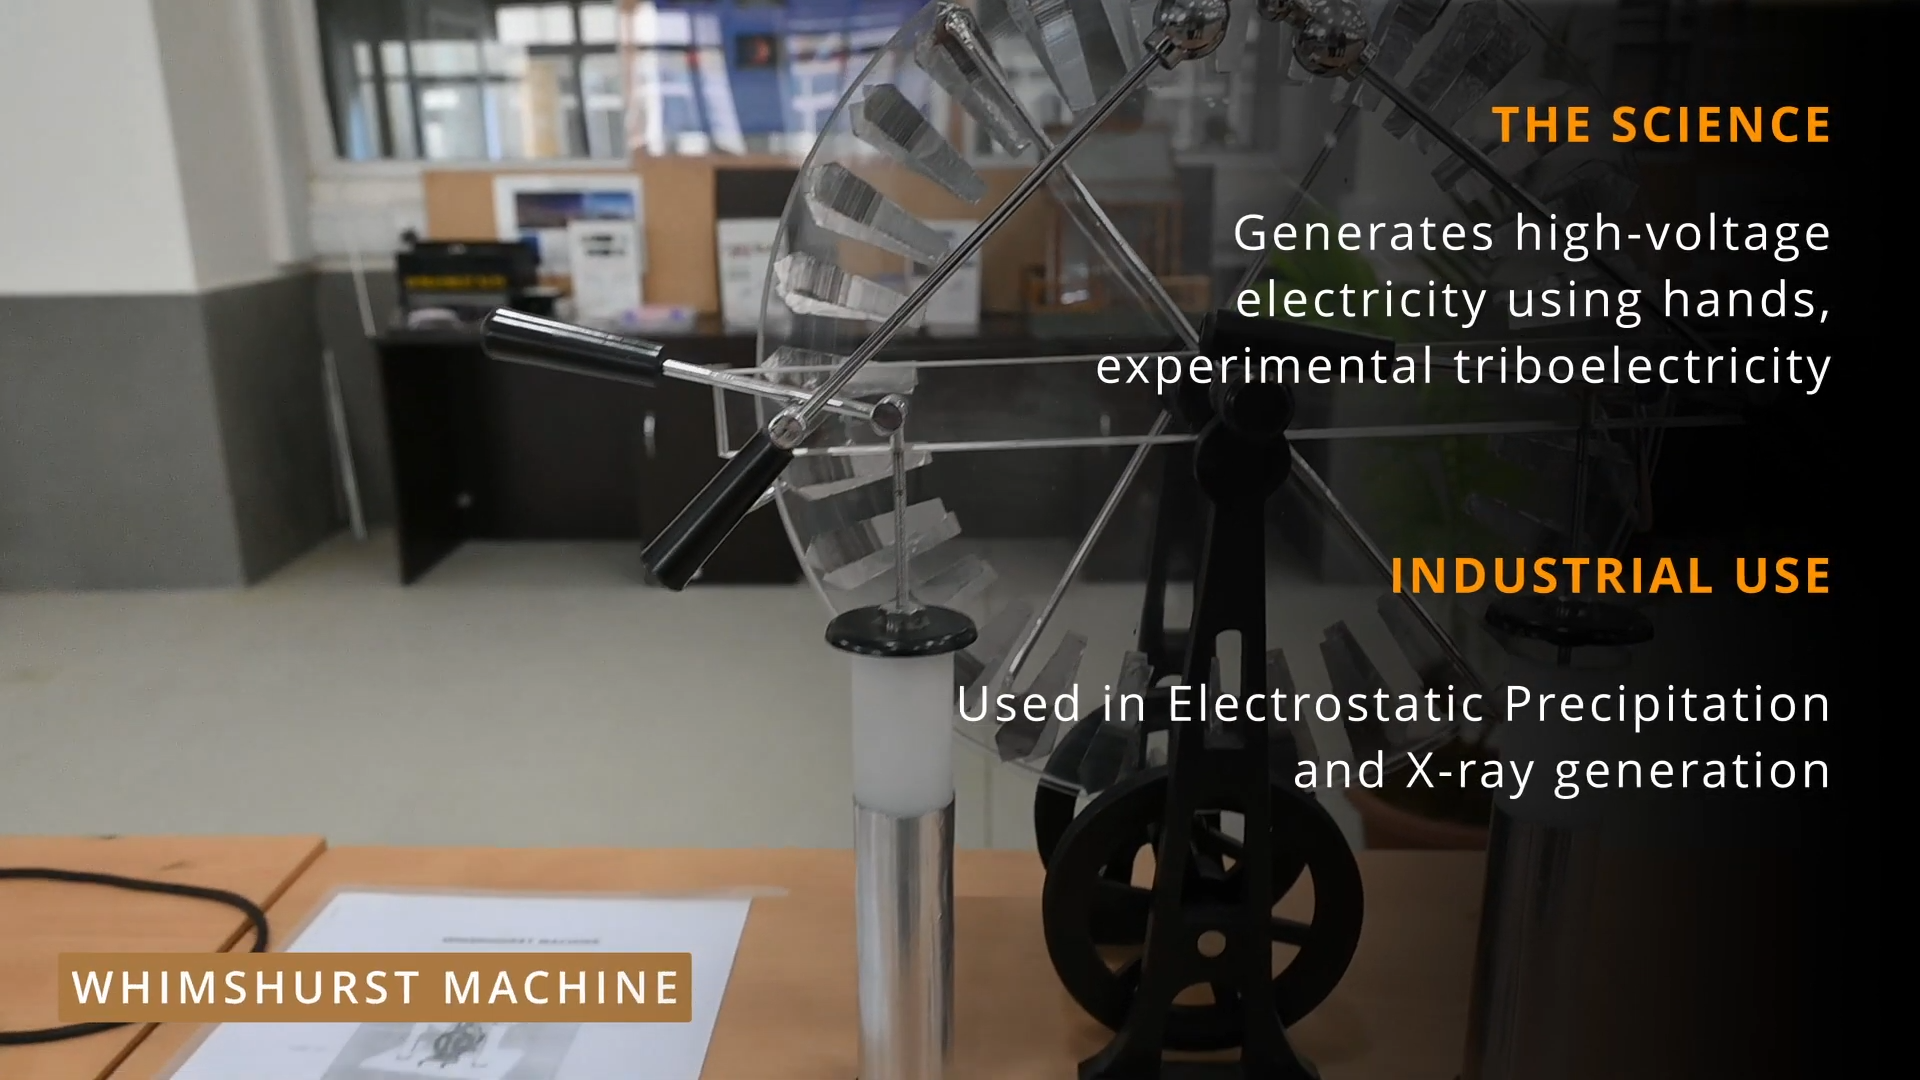 THE SCIENCE
Generates high-voltage
electricity using hands,
experimental triboelectricity
INDUSTRIAL USE
Used in Electrostatic Precipitation
and X-ray generation
WHIMSHURST MACHINE